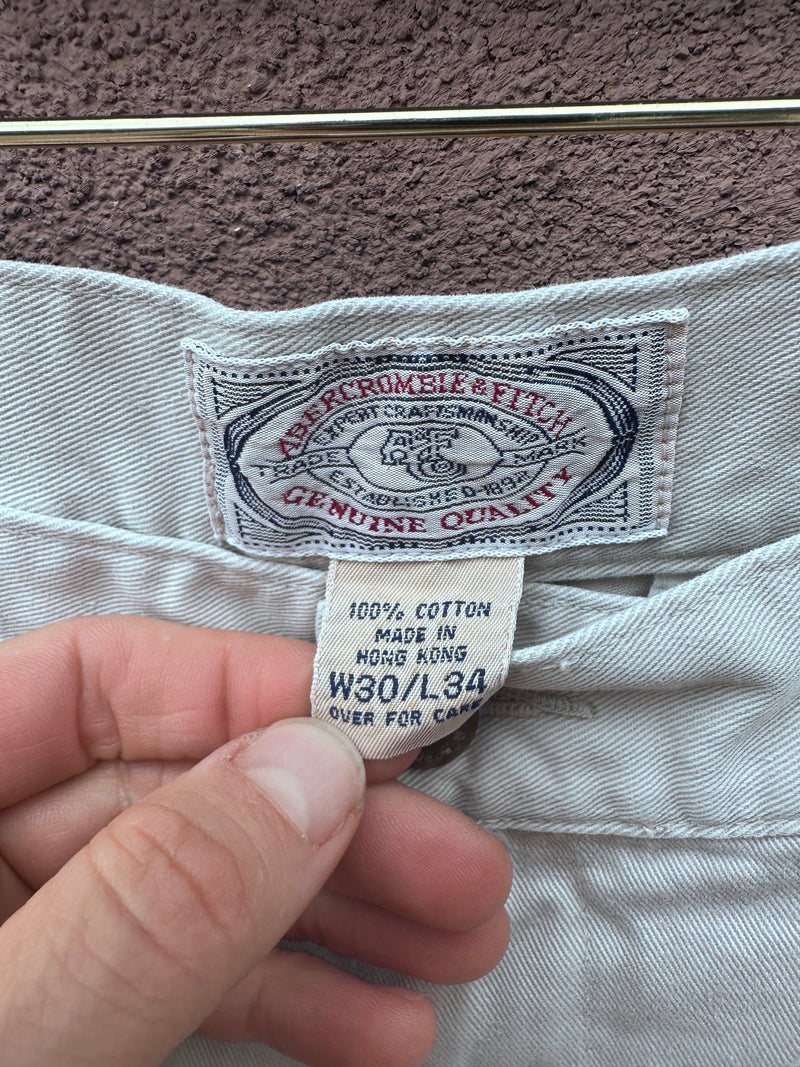 ABERCROMBIE & FITCH
EXPERT CRAFTSMANSHIP
TRADE MARK
ESTABLISHED 1892
GENUINE QUALITY
100% COTTON
MADE IN
HONG KONG
W30/L34
OVER FOR CARE